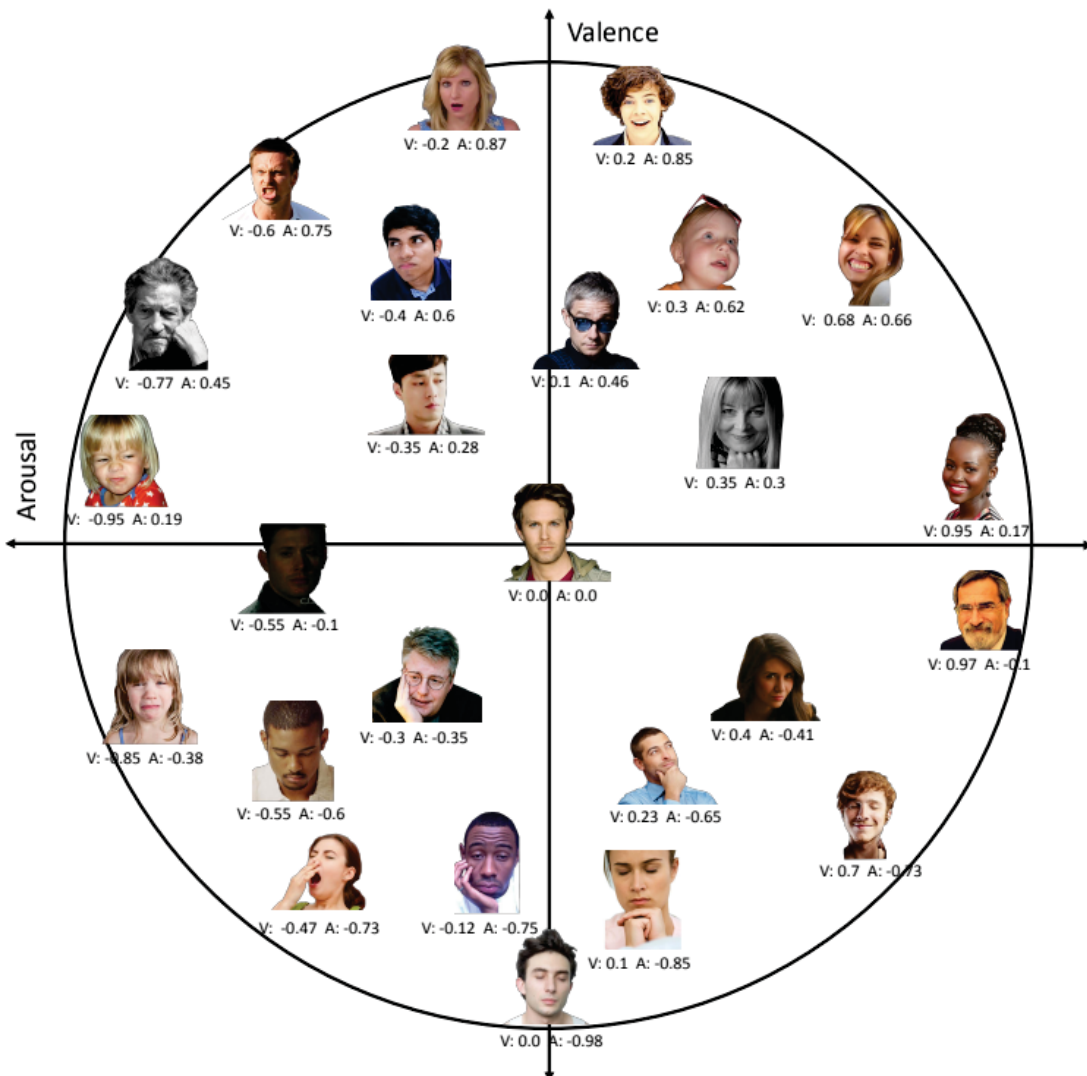 Valence
V: -0.2 A: 0.87
V: 0.2 A: 0.85
V: -0.6 A: 0.75
V: -0.4 A: 0.6
V: 0.3 A: 0.62
V: 0.68 A: 0.66
V: -0.77 A: 0.45
V: 0.1 A: 0.46
V: -0.35 A: 0.28
V: 0.35 A: 0.3
Arousal
V: -0.95 A: 0.19
V: 0.95 A: 0.17
V: 0.0 A: 0.0
V: -0.55 A: -0.1
V: 0.97 A: -0.1
V: -0.85 A: -0.38
V: -0.3 A: -0.35
V: 0.4 A: -0.41
V: -0.55 A: -0.6
V: 0.23 A: -0.65
V: 0.7 A: -0.73
V: -0.47 A: -0.73
V: -0.12 A: -0.75
V: 0.1 A: -0.85
V: 0.0 A: -0.98